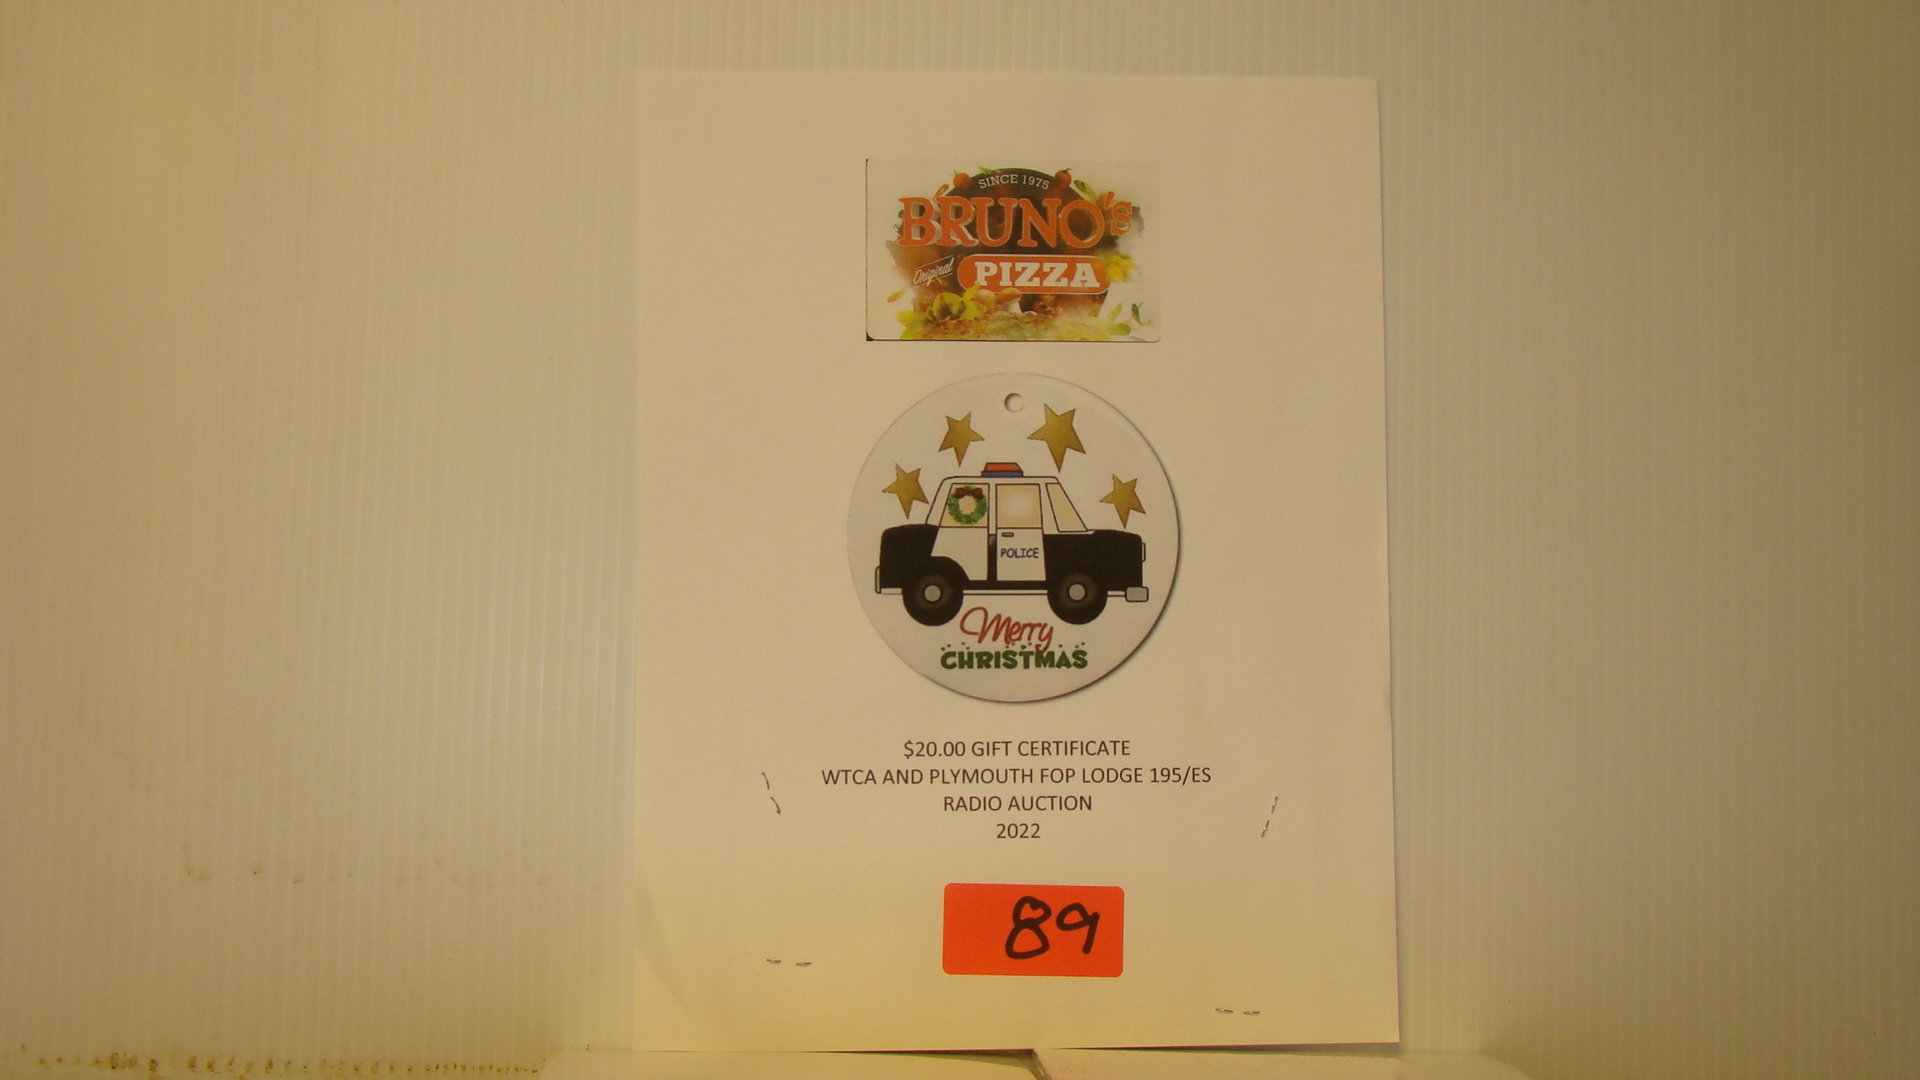 SINCE 1975
BRUNO'S
Original
PIZZA
POLICE
Merry
CHRISTMAS
$20.00 GIFT CERTIFICATE
WTCA AND PLYMOUTH FOP LODGE 195/ES
RADIO AUCTION
2022
89